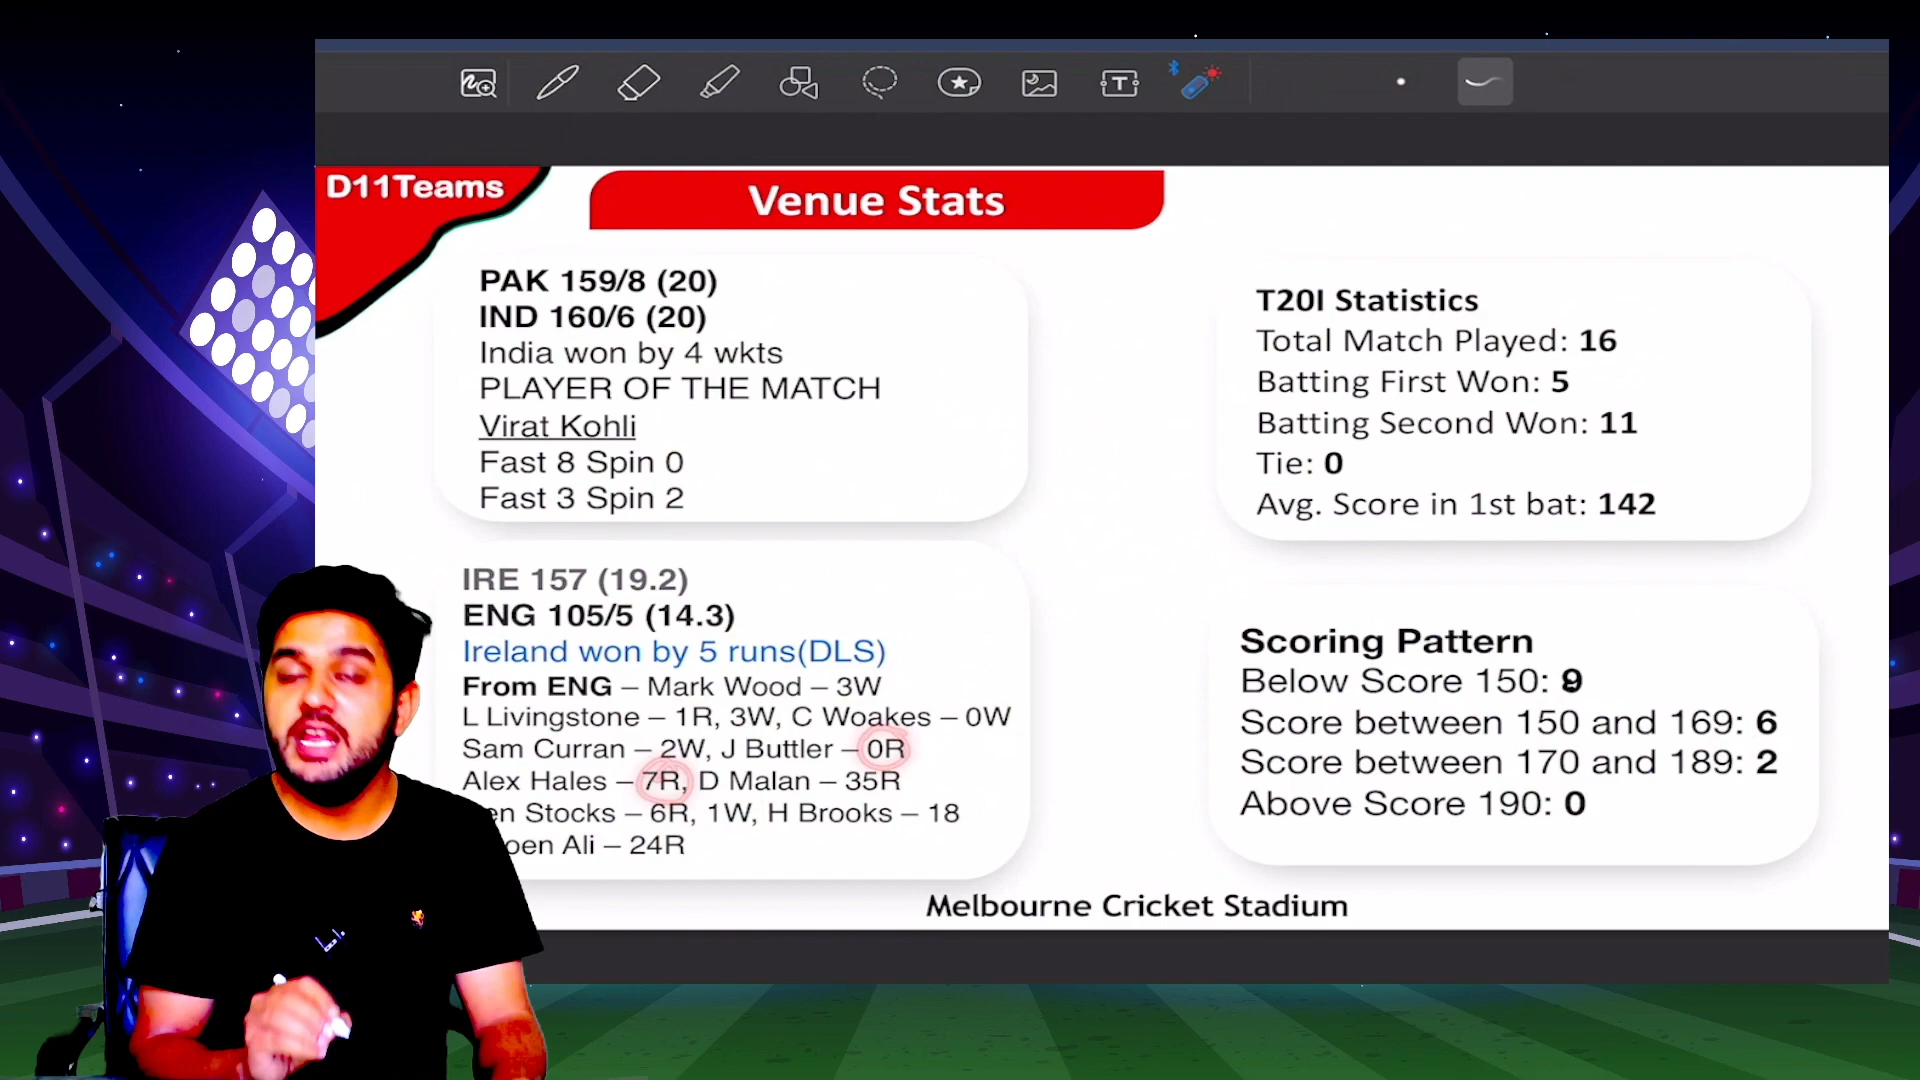 D11Teams
Venue Stats
PAK 159/8 (20)
IND 160/6 (20)
India won by 4 wkts
PLAYER OF THE MATCH
Virat Kohli
Fast 8 Spin 0
Fast 3 Spin 2
IRE 157 (19.2)
ENG 105/5 (14.3)
Ireland won by 5 runs(DLS)
From ENG – Mark Wood – 3W
L Livingstone – 1R, 3W, C Woakes – 0W
Sam Curran – 2W, J Buttler – 0R
Alex Hales – 7R, D Malan – 35R
en Stocks – 6R, 1W, H Brooks – 18
oen Ali – 24R
T20I Statistics
Total Match Played: 16
Batting First Won: 5
Batting Second Won: 11
Tie: 0
Avg. Score in 1st bat: 142
Scoring Pattern
Below Score 150:
Score between 150 and 169: 6
Score between 170 and 189: 2
Above Score 190: 0
Melbourne Cricket Stadium